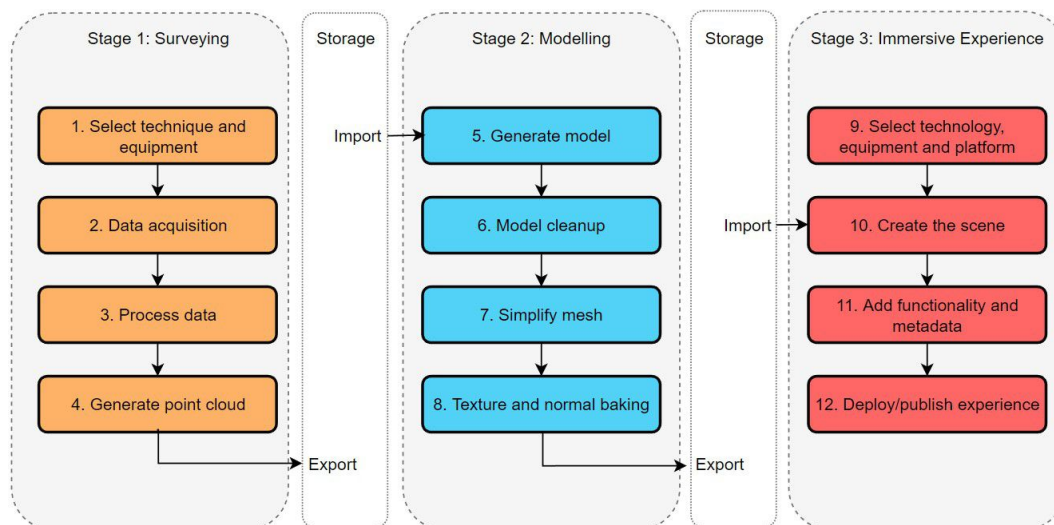 Stage 1: Surveying
1. Select technique and
equipment
2. Data acquisition
3. Process data
4. Generate point cloud
Storage
Import
Export
Stage 2: Modelling
5. Generate model
6. Model cleanup
7. Simplify mesh
8. Texture and normal baking
Storage
Import
Export
Stage 3: Immersive Experience
9. Select technology,
equipment and platform
10. Create the scene
11. Add functionality and
metadata
12. Deploy/publish experience